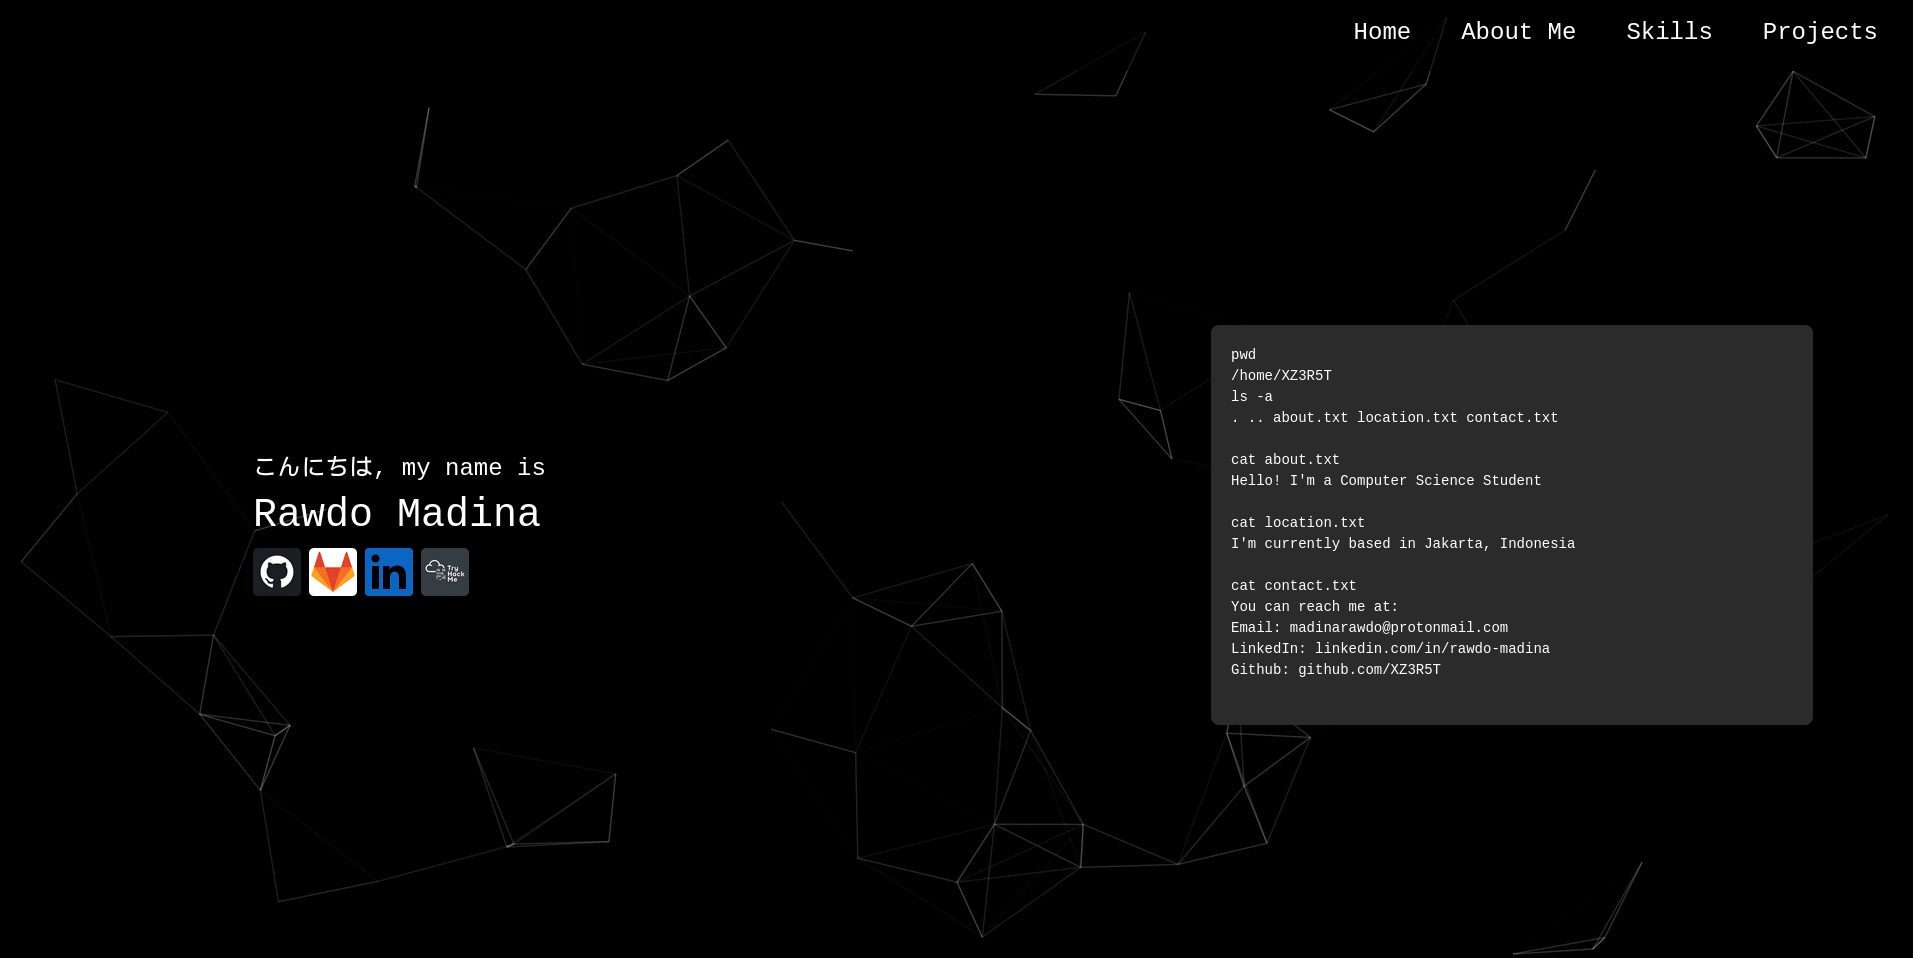 Home About Me Skills Projects
こんにちは, my name is
Rawdo Madina
Try
Hack
Me
pwd
/home/XZ3R5T
ls -a
. .. about.txt location.txt contact.txt
cat about.txt
Hello! I'm a Computer Science Student
cat location.txt
I'm currently based in Jakarta, Indonesia
cat contact.txt
You can reach me at:
Email: madinarawdo@protonmail.com
LinkedIn: linkedin.com/in/rawdo-madina
Github: github.com/XZ3R5T